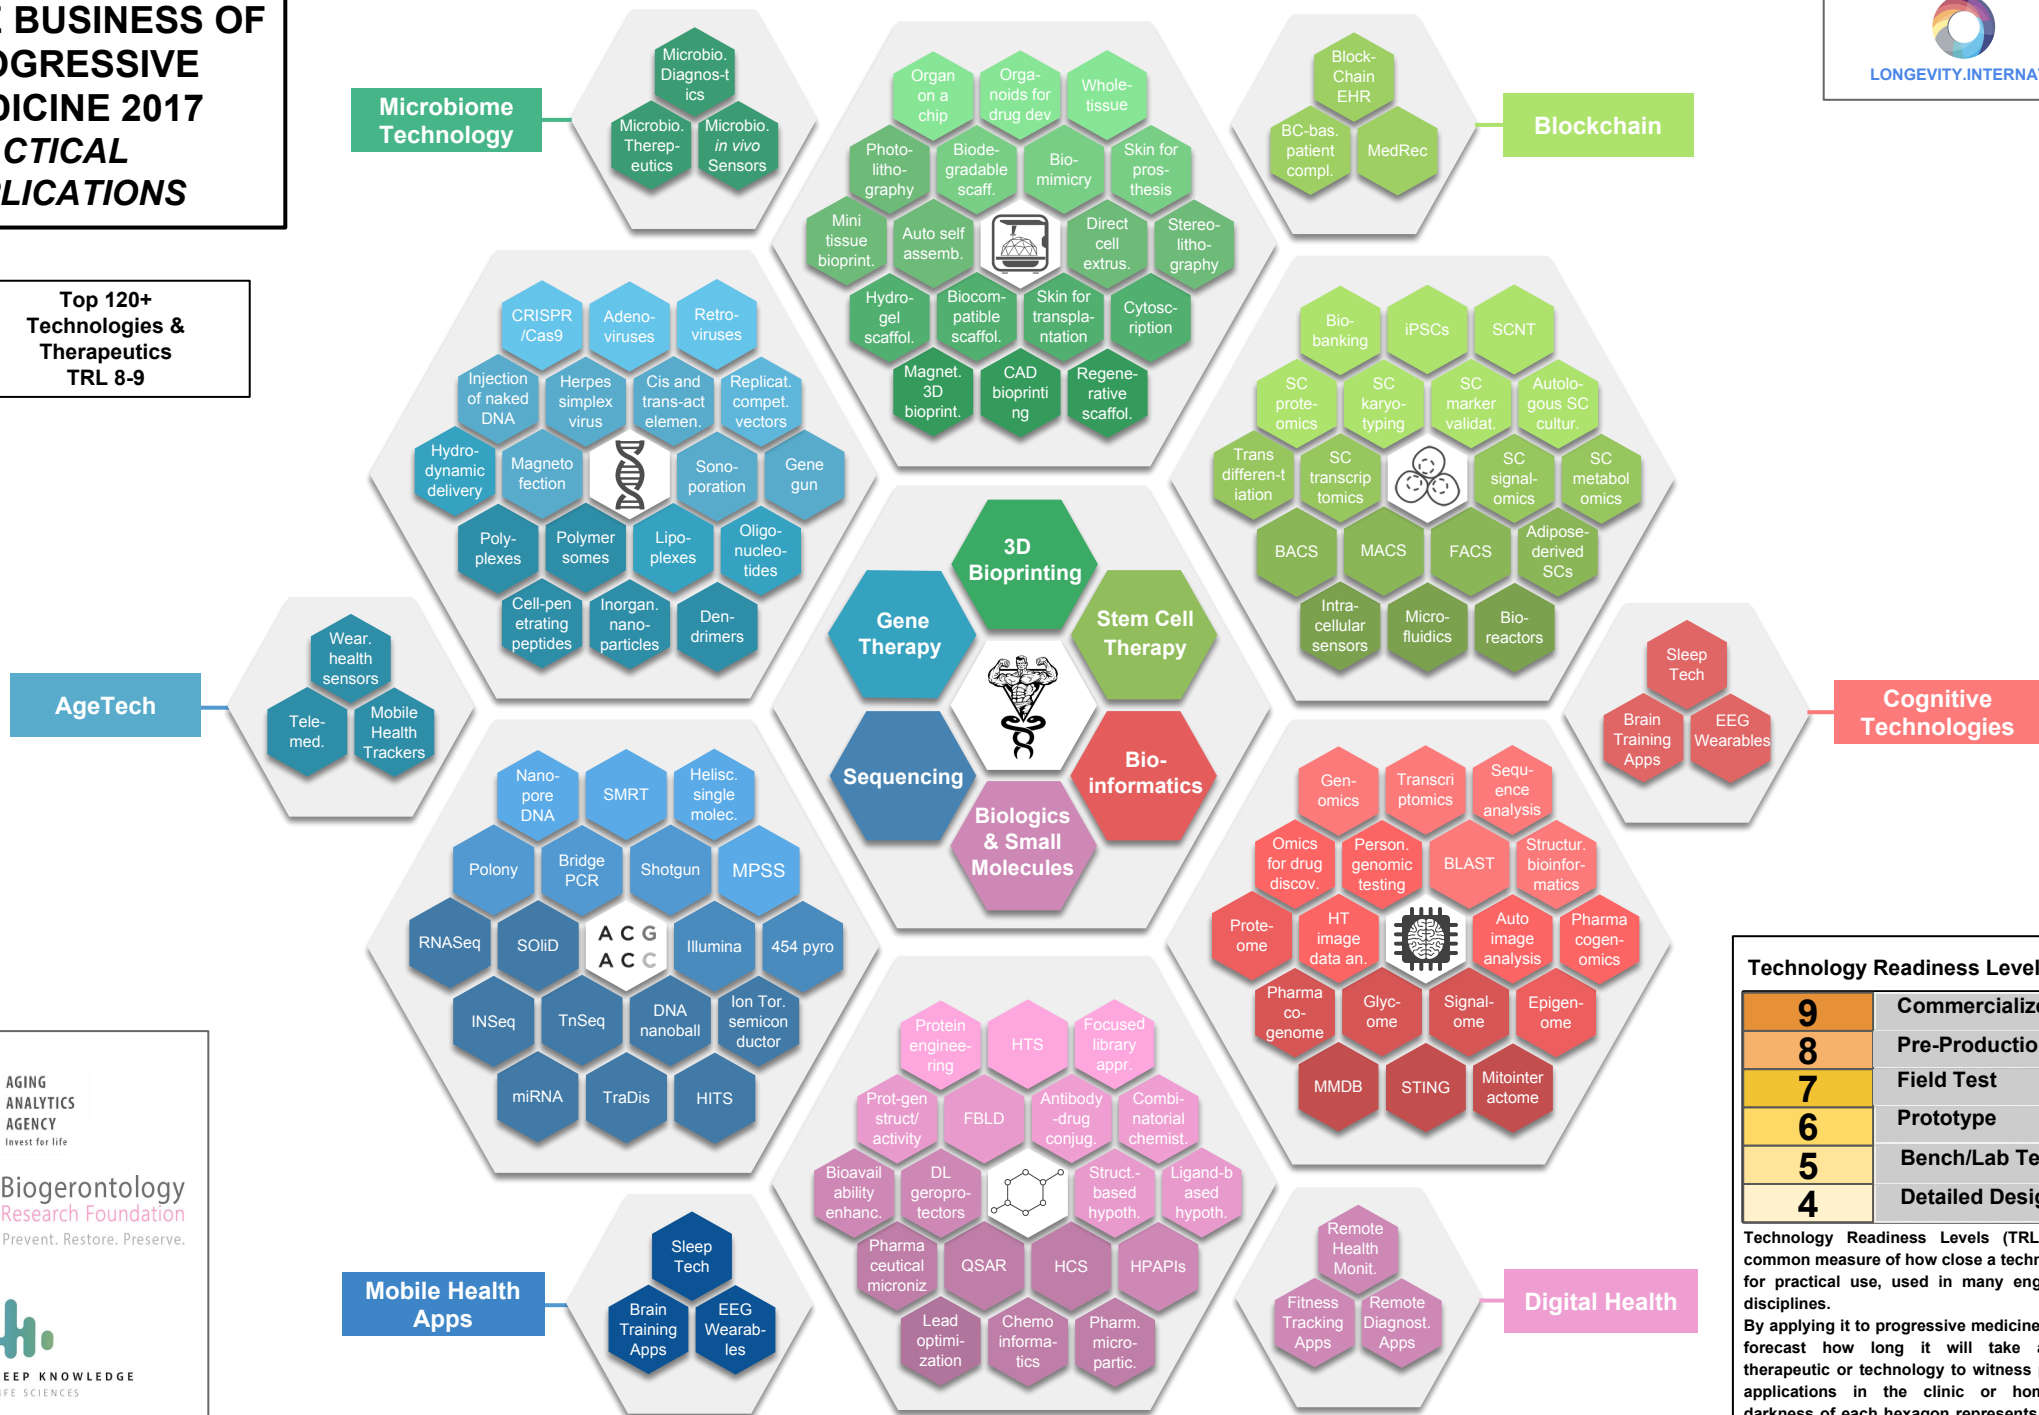 BUSINESS OF
MEDICINE 2017
Top 120+
Technologies &
Therapeutics
TRL 8-9
LONGEVITY.INTERNAT
Microbiome
Technology
Microbio.
Diagnos-t
ics
Microbio.
Therep-
eutics
Microbio.
in vivo
Sensors
Organ
on a
chip
Orga-
noids for
drug dev
Whole-
tissue
Photo-
litho-
graphy
Biode-
gradable
scaff.
Bio-
mimicry
Skin for
pros-
thesis
Mini
tissue
bioprint.
Auto self
assemb.
Direct
cell
extrus.
Stereo-
litho-
graphy
Hydro-
gel
scaffol.
Biocom-
patible
scaffol.
Skin for
transpla-
ntation
Cytosc-
ription
Magnet.
3D
bioprint.
CAD
bioprinti
ng
Regene-
rative
scaffol.
Block-
Chain
EHR
BC-bas.
patient
compl.
MedRec
Blockchain
CRISPR
/Cas9
Adeno-
viruses
Retro-
viruses
Injection
of naked
DNA
Herpes
simplex
virus
Cis and
trans-act
elemen.
Replicat.
compet.
vectors
Hydro-
dynamic
delivery
Magneto
fection
Sono-
poration
Gene
gun
Poly-
plexes
Polymer
somes
Lipo-
plexes
Oligo-
nucleo-
tides
Cell-pen
etrating
peptides
Inorgan.
nano-
particles
Den-
drimers
Bio-
banking
iPSCs
SCNT
SC
prote-
omics
SC
karyo-
typing
SC
marker
validat.
Autolo-
gous SC
cultur.
Trans
differen-t
iation
SC
transcrip
tomics
SC
signal-
omics
SC
metabol
omics
BACS
MACS
FACS
Adipose-
derived
SCs
Intra-
cellular
sensors
Micro-
fluidics
Bio-
reactors
3D
Bioprinting
Gene
Therapy
Stem Cell
Therapy
Sequencing
Bio-
informatics
Biologics
& Small
Molecules
AgeTech
Wear.
health
sensors
Tele-
med.
Mobile
Health
Trackers
Sleep
Tech
Brain
Training
Apps
EEG
Wearables
Cognitive
Technologies
Nano-
pore
DNA
SMRT
Helisc.
single
molec.
Polony
Bridge
PCR
Shotgun
MPSS
RNASeq
SOliD
A C G
A C C
Illumina
454 pyro
INSeq
TnSeq
DNA
nanoball
Ion Tor.
semicon
ductor
miRNA
TraDis
HITS
Gen-
omics
Transcri
ptomics
Sequ-
ence
analysis
Omics
for drug
discov.
Person.
genomic
testing
BLAST
Structur.
bioinfor-
matics
Prote-
ome
HT
image
data an.
Auto
image
analysis
Pharma
cogen-
omics
Pharma
co-
genome
Glyc-
ome
Signal-
ome
Epigen-
ome
MMDB
STING
Mitointer
actome
Protein
enginee-
ring
HTS
Focused
library
appr.
Prot-gen
struct/
activity
FBLD
Antibody
-drug
conjug.
Combi-
natorial
chemist.
Bioavail
ability
enhanc.
DL
geropro-
tectors
Struct.-
based
hypoth.
Ligand-b
ased
hypoth.
Pharma
ceutical
microniz
QSAR
HCS
HPAPIs
Lead
optimi-
zation
Chemo
informa-
tics
Pharm.
micro-
partic.
Mobile Health
Apps
Sleep
Tech
Brain
Training
Apps
EEG
Wearab-
les
Remote
Health
Monit.
Fitness
Tracking
Apps
Remote
Diagnost.
Apps
Digital Health
AGING
ANALYTICS
AGENCY
Invest for life
Biogerontology
Research Foundation
Prevent. Restore. Preserve.
EEP KNOWLEDGE
IFE SCIENCES
Technology Readiness Level
9 Commercialize
8 Pre-Productio
7 Field Test
6 Prototype
5 Bench/Lab Te
4 Detailed Desig
Technology Readiness Levels (TRL
common measure of how close a techn
for practical use, used in many eng
disciplines.
By applying it to progressive medicine
forecast how long it will take a
therapeutic or technology to witness p
applications in the clinic or hom
darkness of each hexagon represents